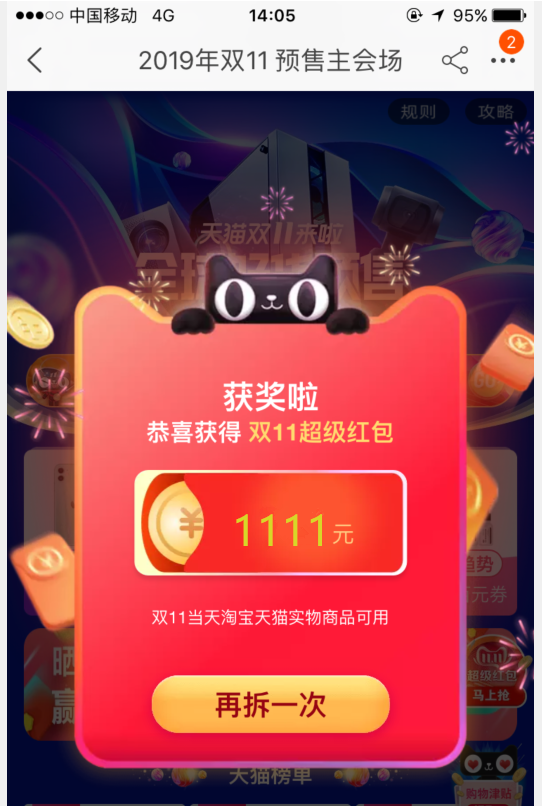 中国移动 4G 14:05 95%
2019年双11 预售主会场 2
规则 攻略
天猫双11来啦
获奖啦
恭喜获得 双11超级红包
¥ 1111元
趋势
元券
双11当天淘宝天猫实物商品可用
晒
赢
超级红包
马上抢
再拆一次
天猫榜单
购物津贴